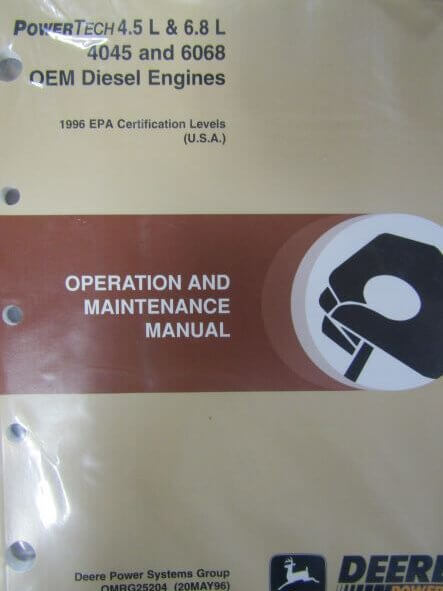 POWERTECH 4.5 L & 6.8 L
4045 and 6068
OEM Diesel Engines
1996 EPA Certification Levels
(U.S.A.)
OPERATION AND
MAINTENANCE
MANUAL
Deere Power Systems Group
OMRG25204 (20MAY96)
DEERE
POWER